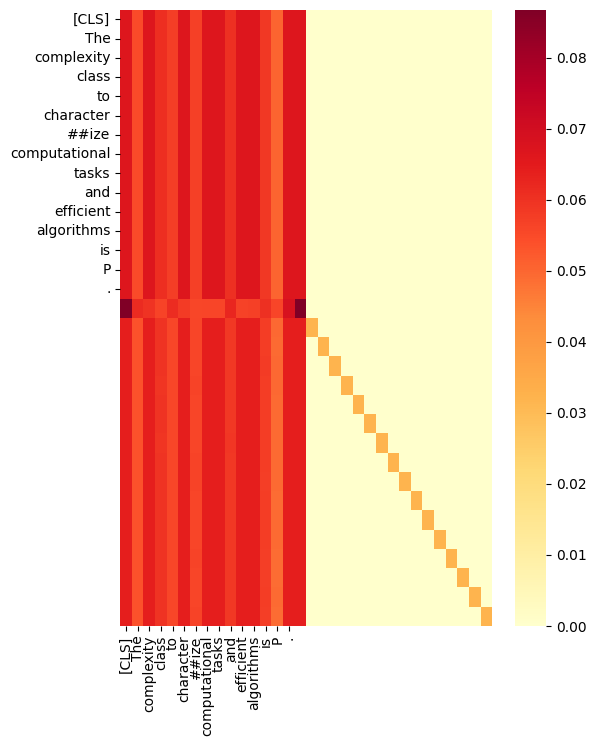 [CLS]
The
complexity
class
to
character
##ize
computational
tasks
and
efficient
algorithms
is
P
.
0.08
0.07
0.06
0.05
0.04
0.03
0.02
0.01
0.00
[CLS]
The
complexity
class
to
character
##ize
computational
tasks
and
efficient
algorithms
is
P
.